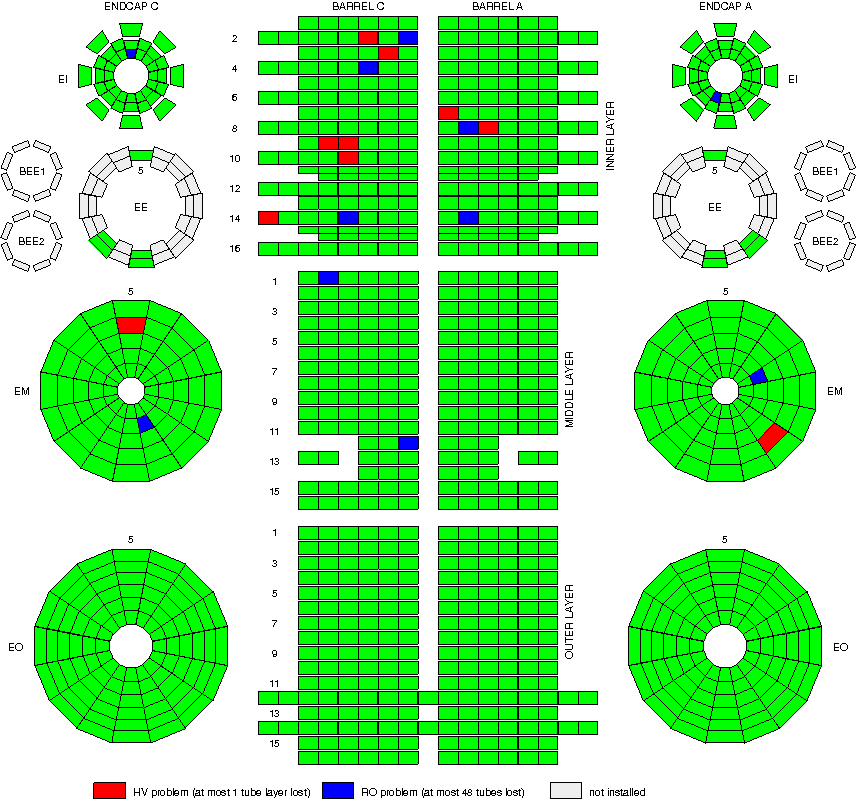 ENDCAP C
BARREL C
BARREL A
ENDCAP A
2
4
6
8
10
12
14
16
INNER LAYER
EI
EI
BEE1
BEE2
5
EE
5
EE
BEE1
BEE2
1
3
5
7
9
11
13
15
MIDDLE LAYER
5
EM
5
EM
1
3
5
7
9
11
13
15
OUTER LAYER
5
EO
5
EO
HV problem (at most 1 tube layer lost)
RO problem (at most 48 tubes lost)
not installed